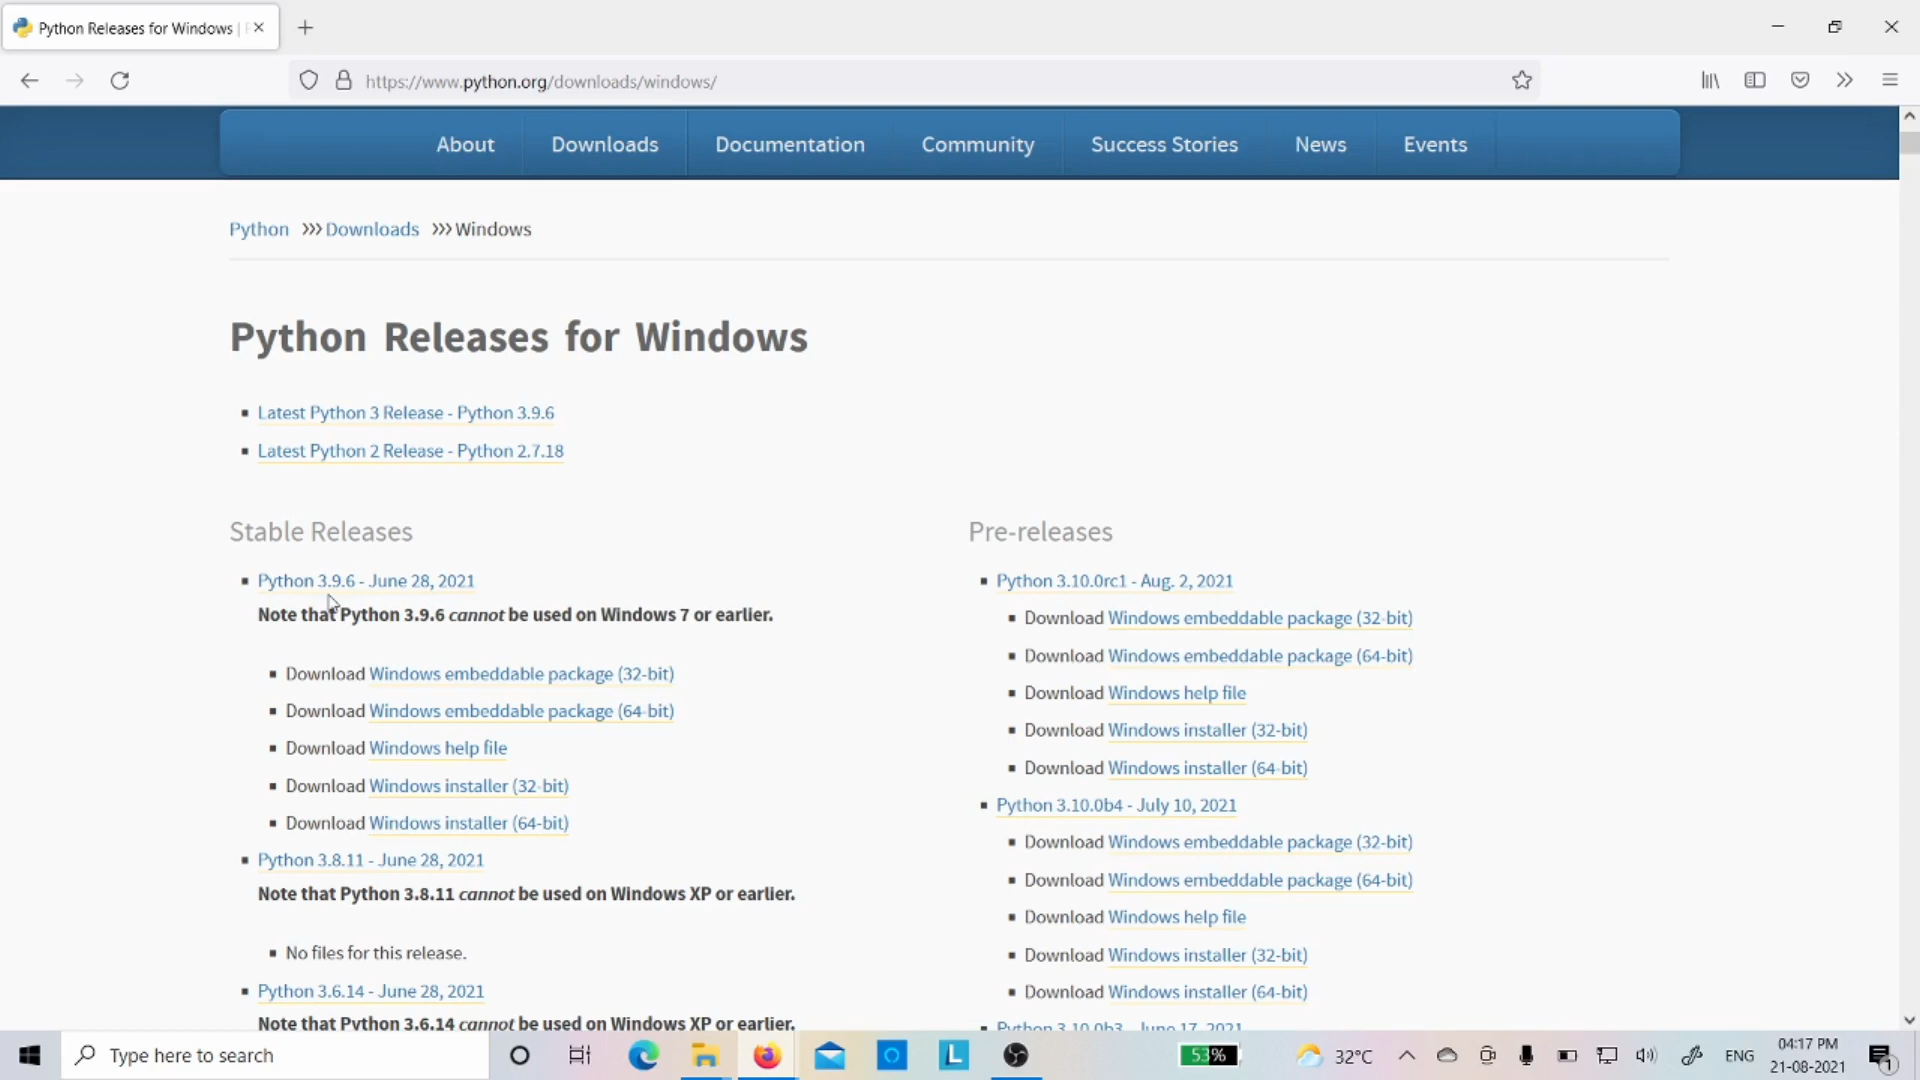 Python Releases for Windows |
https://www.python.org/downloads/windows/
About Downloads Documentation Community Success Stories News Events
Python >>> Downloads >>> Windows
Python Releases for Windows
Latest Python 3 Release - Python 3.9.6
Latest Python 2 Release - Python 2.7.18
Stable Releases
Python 3.9.6 - June 28, 2021
Note that Python 3.9.6 cannot be used on Windows 7 or earlier.
Download Windows embeddable package (32-bit)
Download Windows embeddable package (64-bit)
Download Windows help file
Download Windows installer (32-bit)
Download Windows installer (64-bit)
Python 3.8.11 - June 28, 2021
Note that Python 3.8.11 cannot be used on Windows XP or earlier.
No files for this release.
Python 3.6.14 - June 28, 2021
Note that Python 3.6.14 cannot be used on Windows XP or earlier.
Pre-releases
Python 3.10.0rc1 - Aug. 2, 2021
Download Windows embeddable package (32-bit)
Download Windows embeddable package (64-bit)
Download Windows help file
Download Windows installer (32-bit)
Download Windows installer (64-bit)
Python 3.10.0b4 - July 10, 2021
Download Windows embeddable package (32-bit)
Download Windows embeddable package (64-bit)
Download Windows help file
Download Windows installer (32-bit)
Download Windows installer (64-bit)
Python 3.10.0b3 - June 17, 2021
Type here to search
L
53%
32°C
ENG
04:17 PM
21-08-2021
1